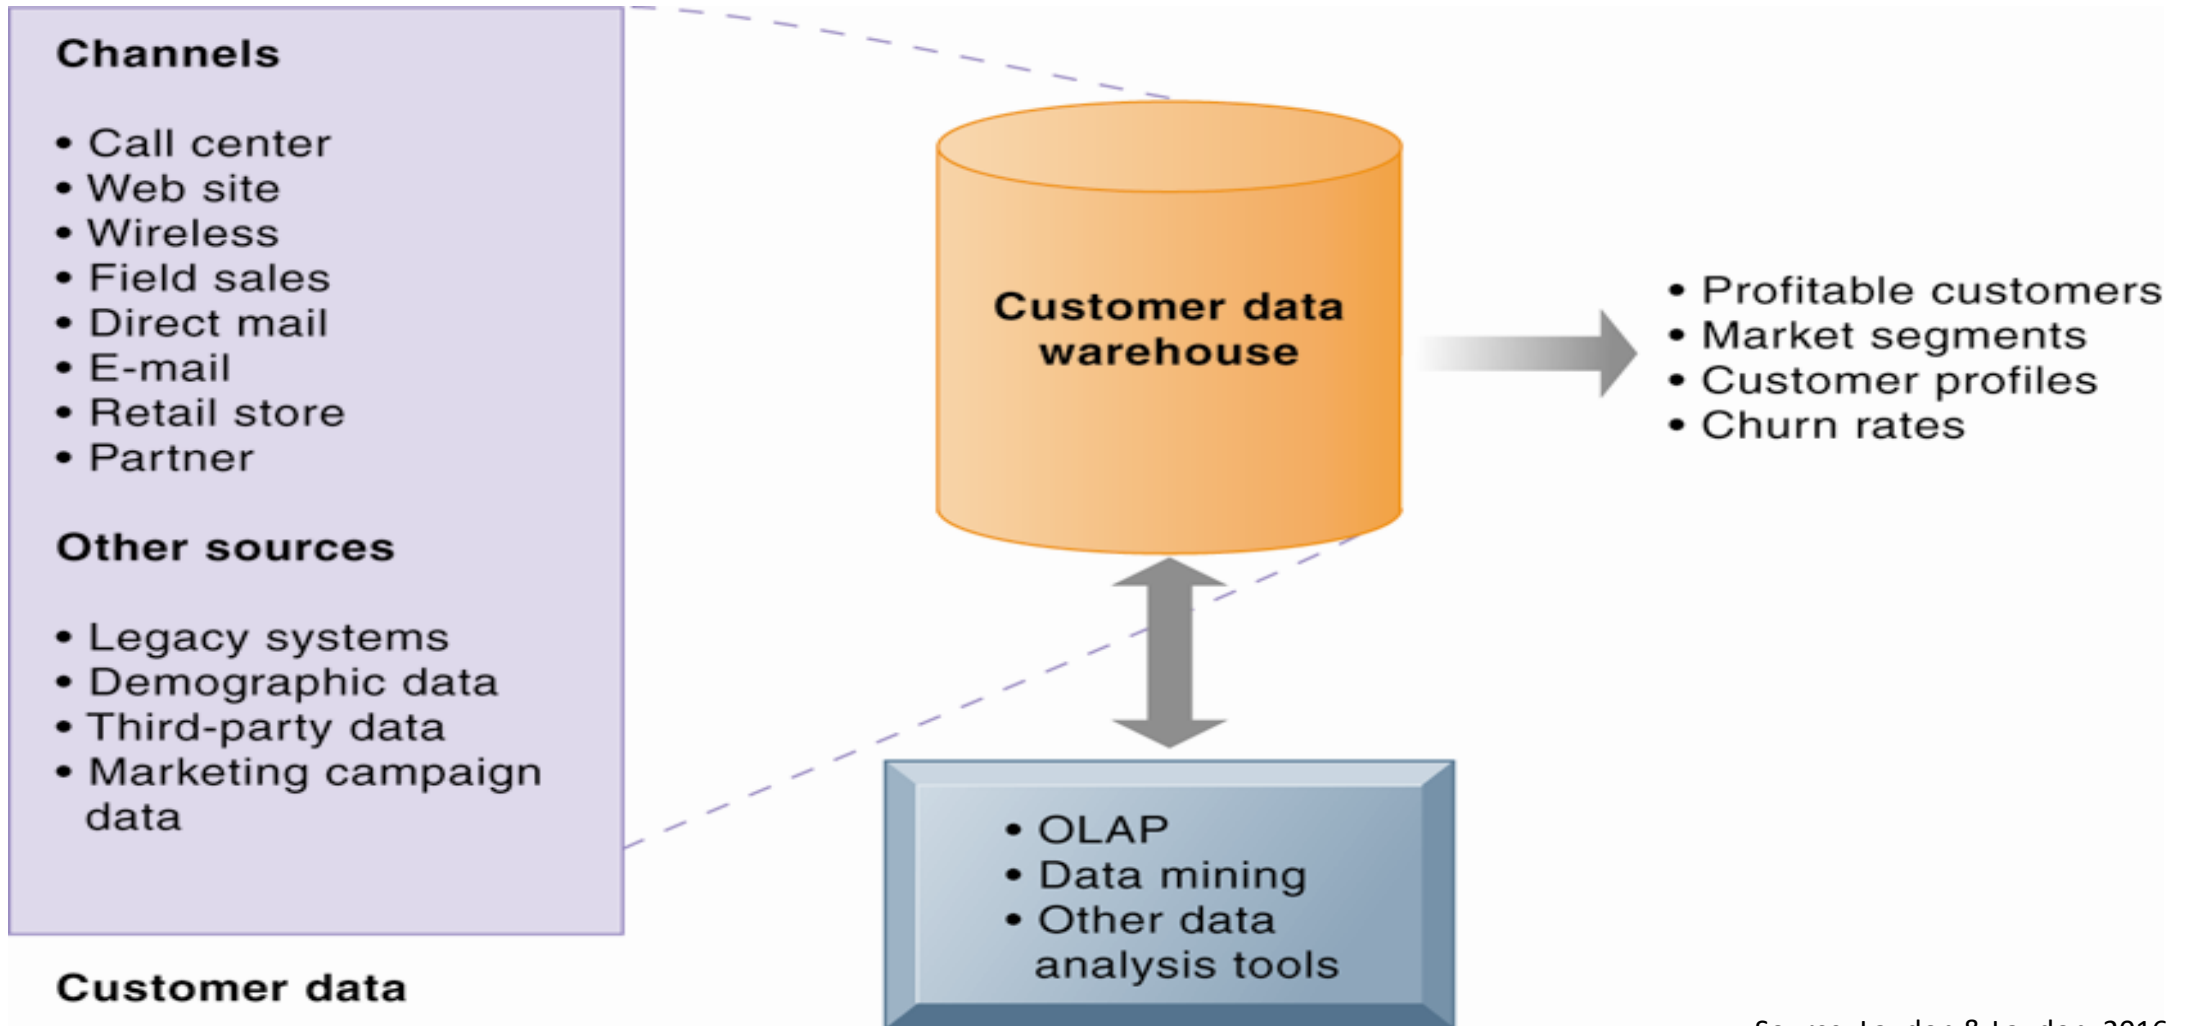 Channels
• Call center
• Web site
• Wireless
• Field sales
• Direct mail
• E-mail
• Retail store
• Partner
Other sources
• Legacy systems
• Demographic data
• Third-party data
• Marketing campaign
data
Customer data
Customer data
warehouse
• OLAP
• Data mining
• Other data
analysis tools
• Profitable customers
• Market segments
• Customer profiles
• Churn rates